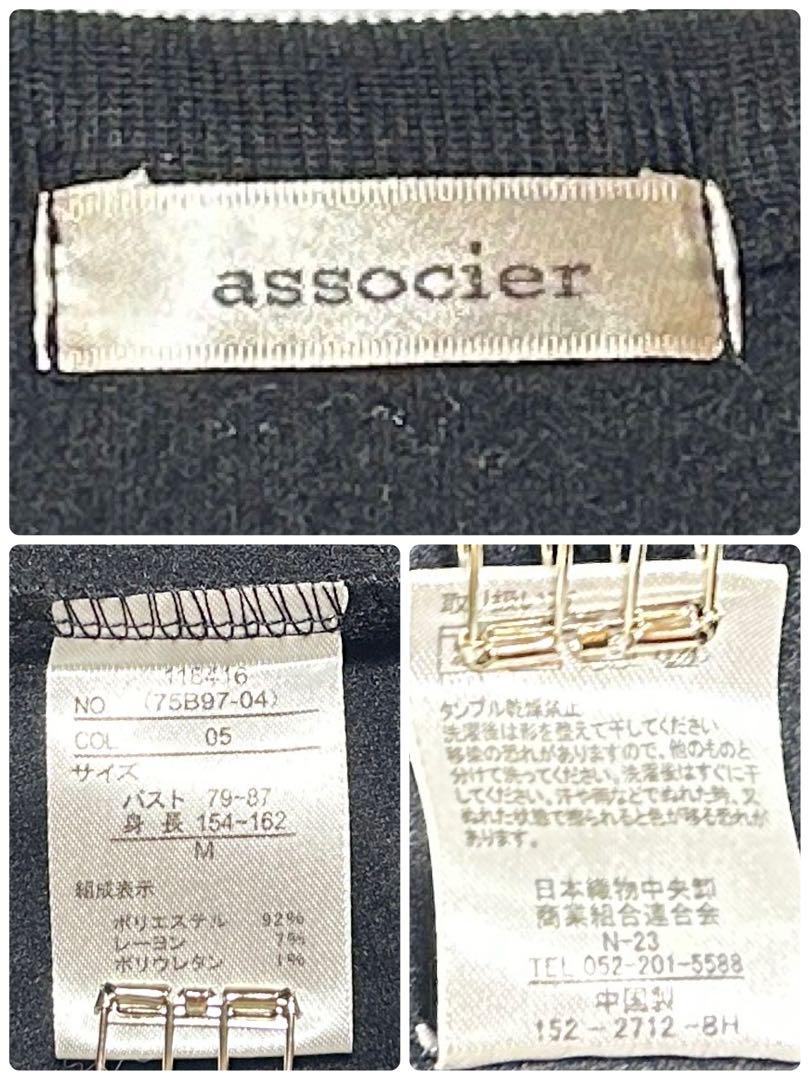 associer
118416
NO (75B97-04)
COL 05
サイズ
バスト 79~87
身 長 154~162
M
組成表示
ポリエステル 92%
レーヨン 7%
ポリウレタン 1%
取り扱い
タンブル乾燥禁止
洗濯後は形を整えて干してください
移染の恐れがありますので、他のものと
分けて洗ってください。洗濯後はすぐに干
してください。汗や雨などでぬれた時、又
ぬれた状態で擦られると色が移る恐れが
あります。
日本織物中央卸
商業組合連合会
N-23
TEL 052-201-5588
中国製
152-2712-8H